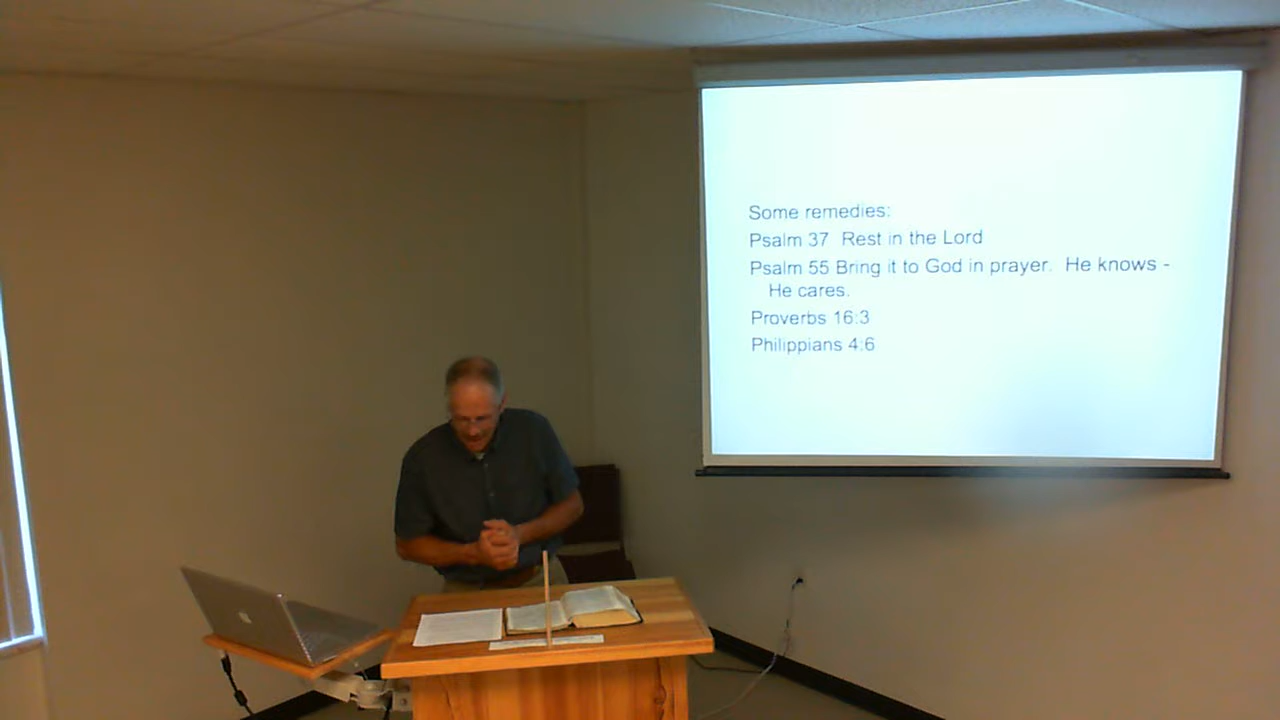 Some remedies:
Psalm 37  Rest in the Lord
Psalm 55 Bring it to God in prayer.  He knows -
He cares.
Proverbs 16:3
Philippians 4:6